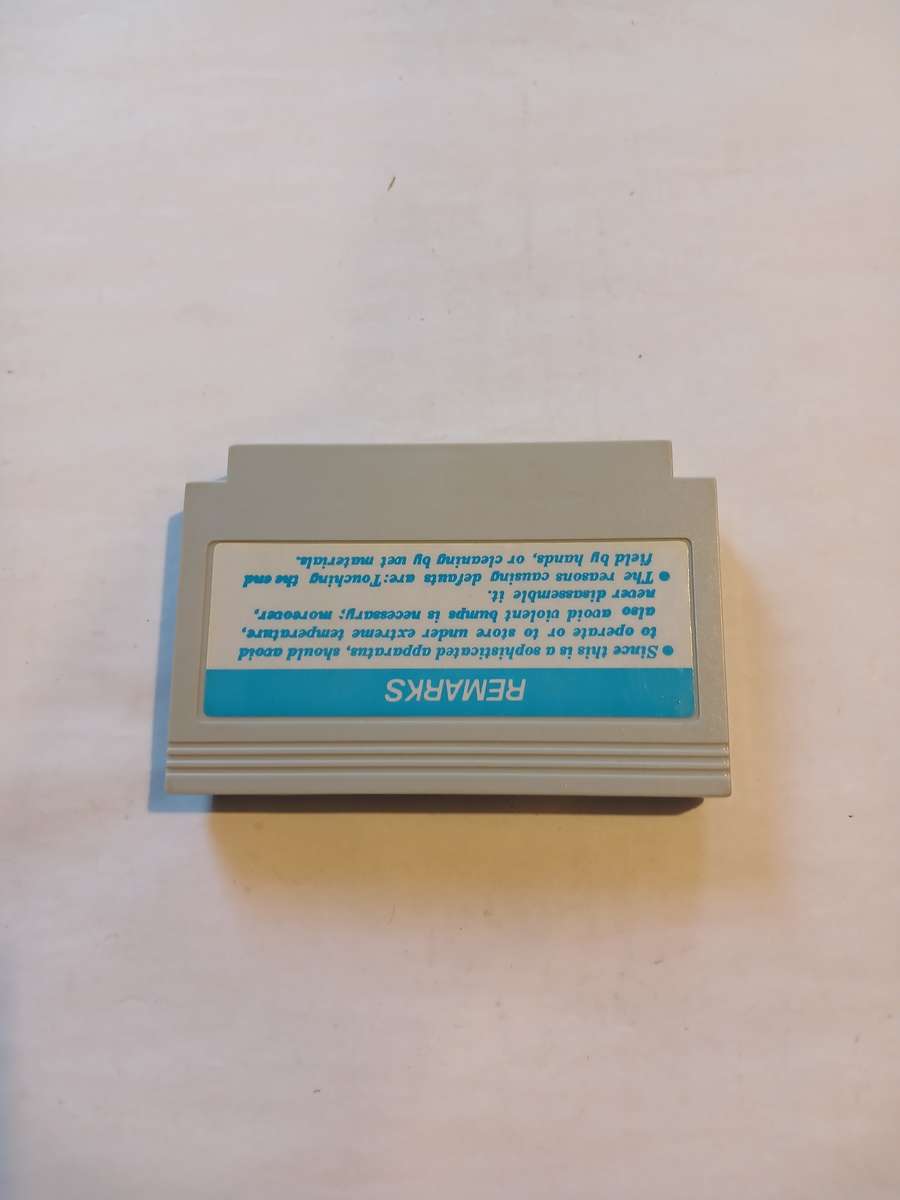 REMARKS
● Since this is a sophisticated apparatus, should avoid
to operate or to store under extreme temperature,
also avoid violent bumps is necessary; moreover,
never disassemble it.
● The reasons causing defauts are: Touching the end
field by hands, or cleaning by wet materials.